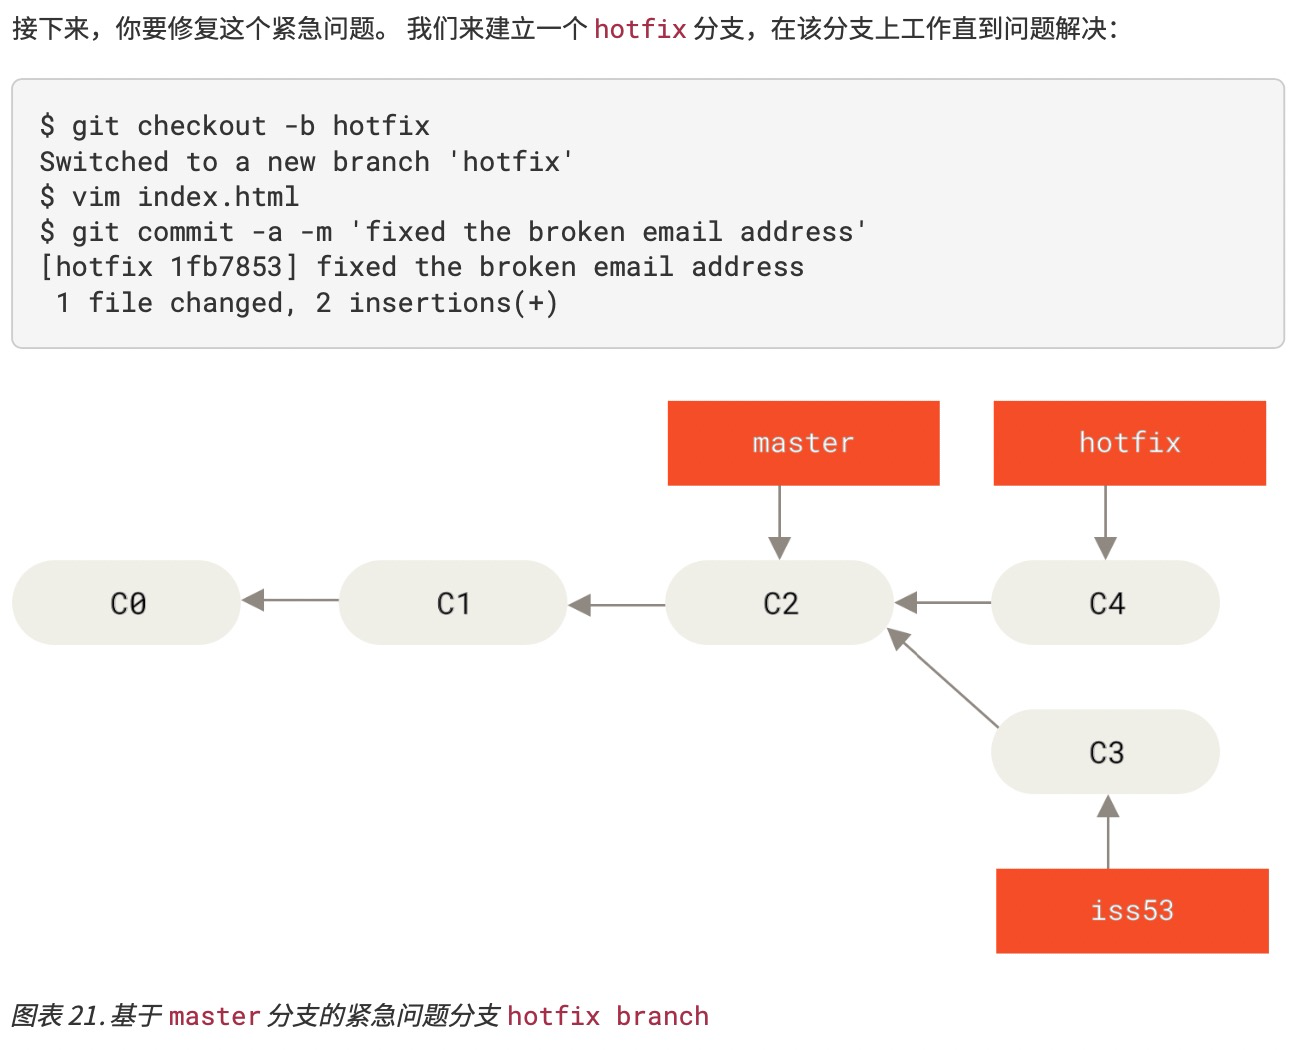 接下来，你要修复这个紧急问题。 我们来建立一个 hotfix 分支，在该分支上工作直到问题解决：
$ git checkout -b hotfix
Switched to a new branch 'hotfix'
$ vim index.html
$ git commit -a -m 'fixed the broken email address'
[hotfix 1fb7853] fixed the broken email address
 1 file changed, 2 insertions(+)
master
hotfix
C0
C1
C2
C4
C3
iss53
图表 21. 基于 master 分支的紧急问题分支 hotfix branch